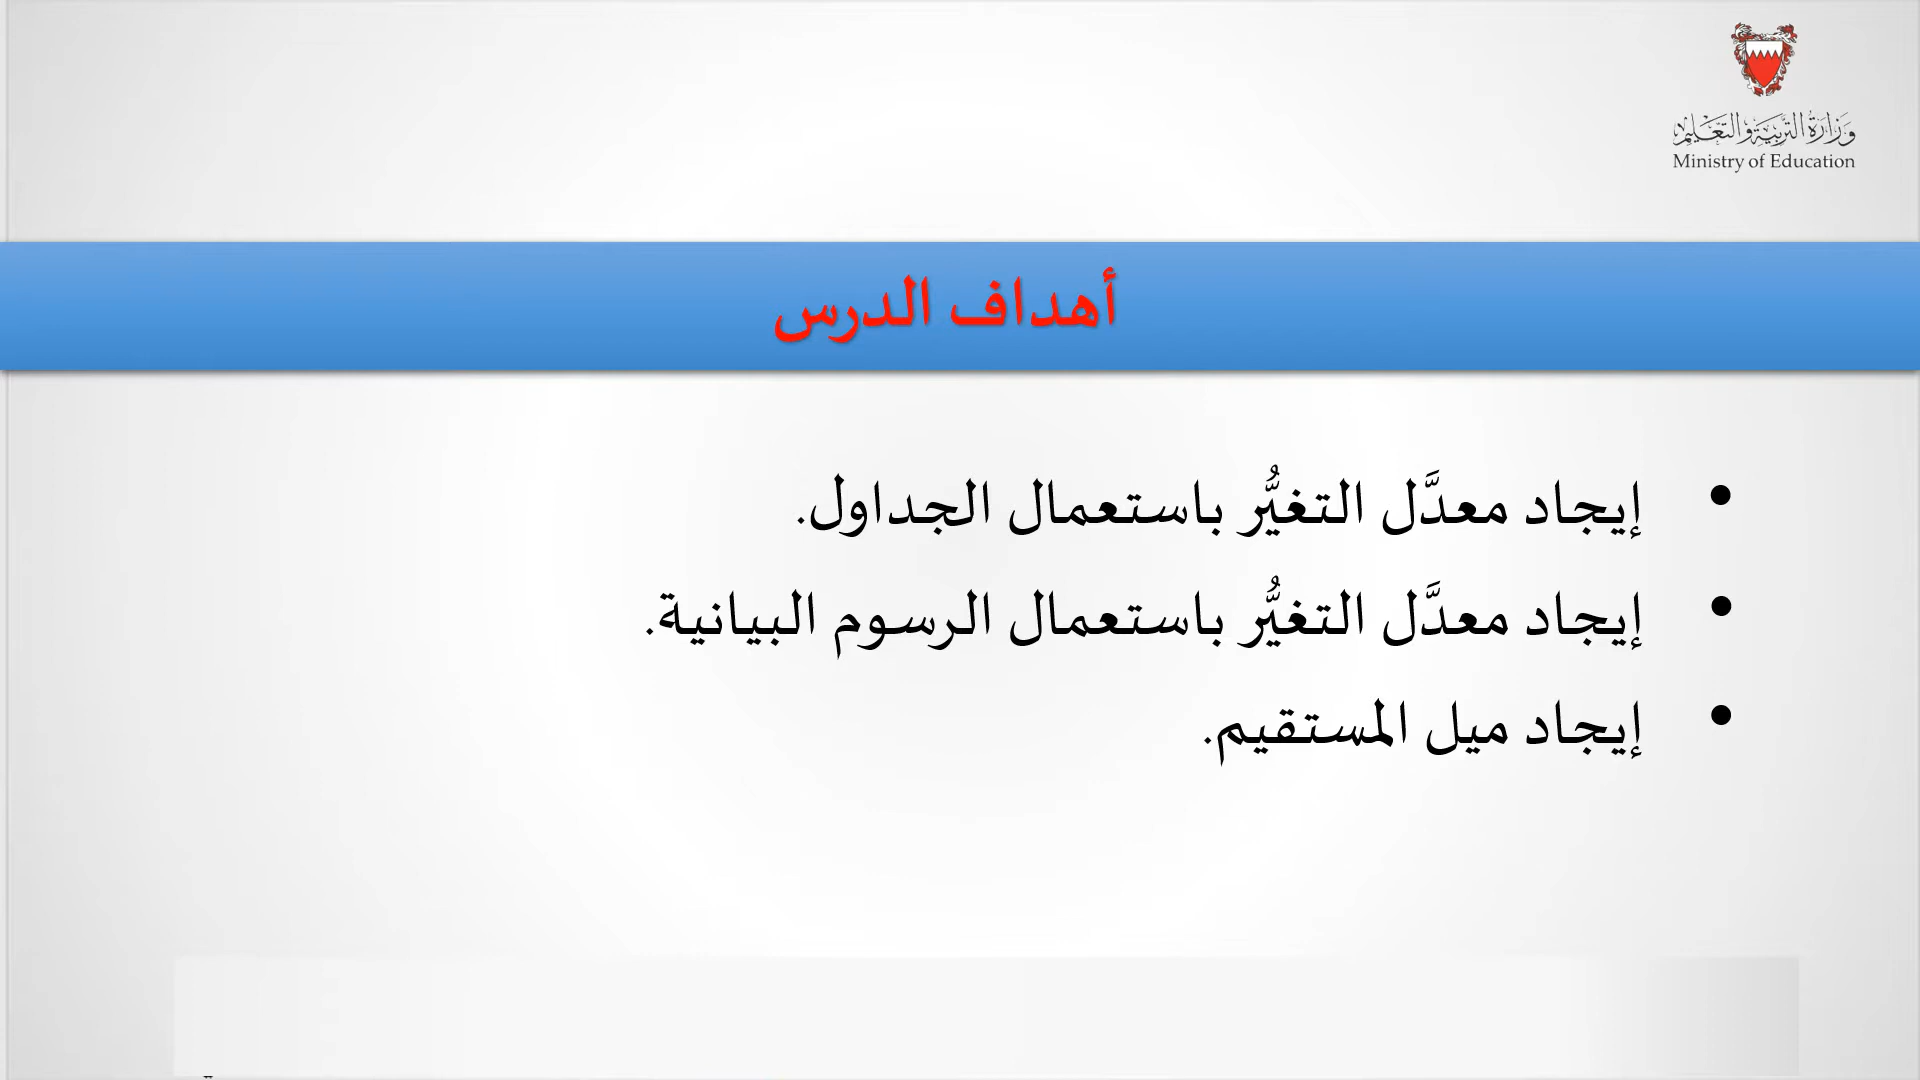 وزارة التربية والتعليم
Ministry of Education
أهداف الدرس
• إيجاد معدَّل التغيُّر باستعمال الجداول.
• إيجاد معدَّل التغيُّر باستعمال الرسوم البيانية.
• إيجاد ميل المستقيم.